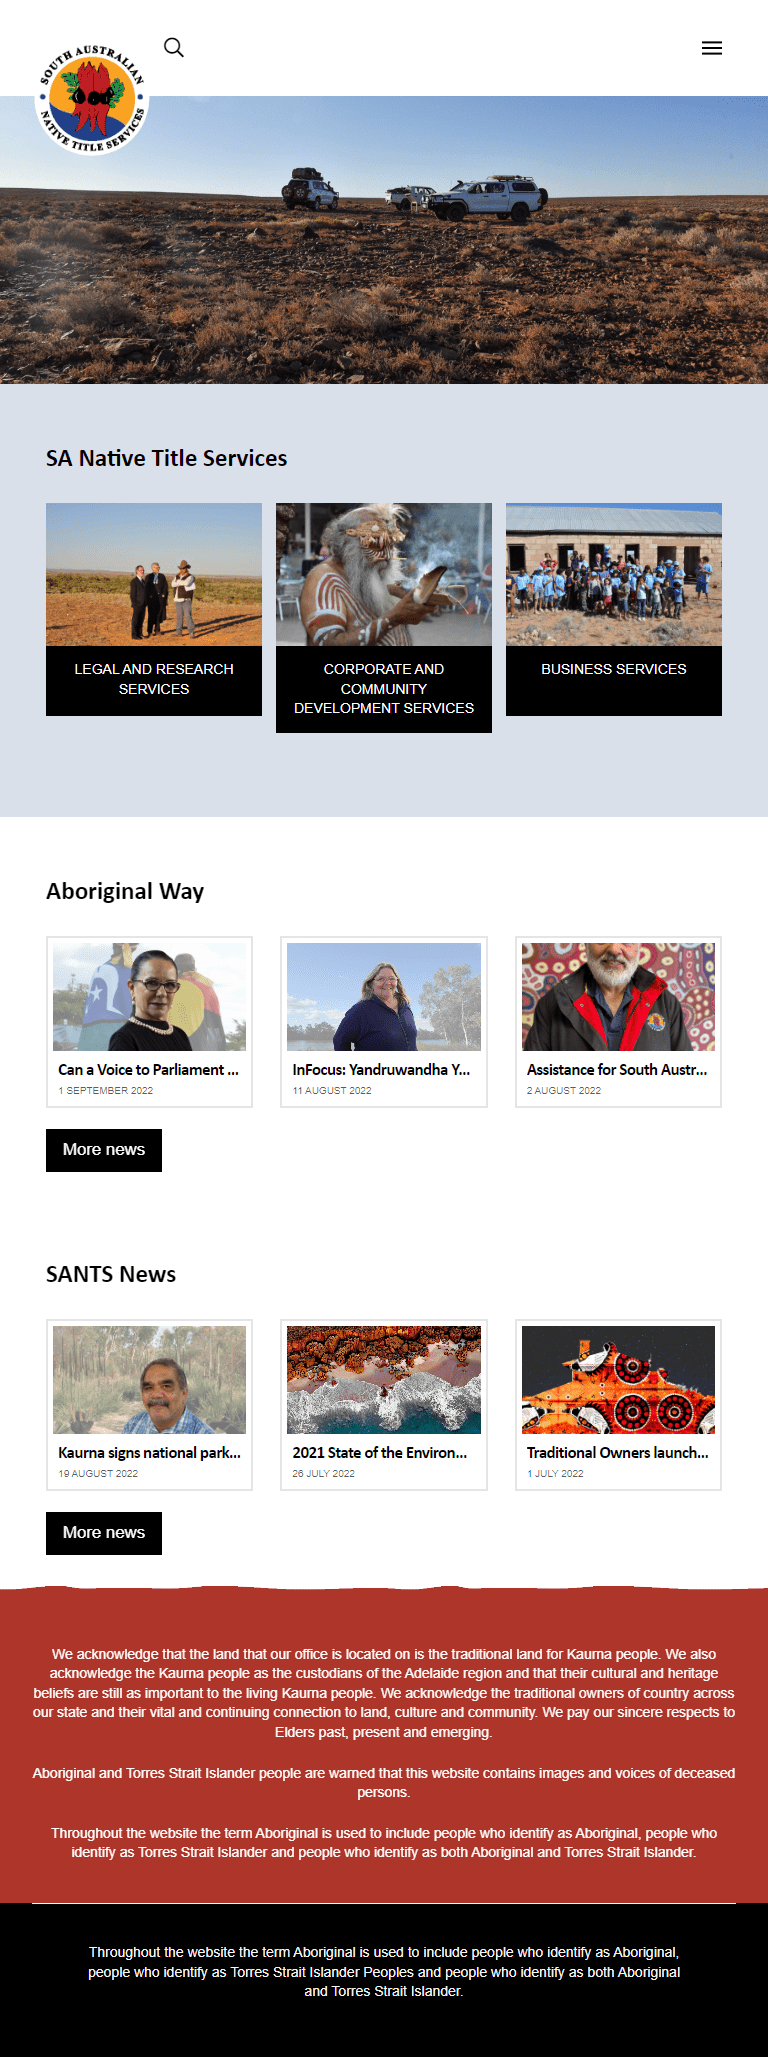 SOUTH AUSTRALIAN
NATIVE TITLE SERVICES
SA Native Title Services
LEGAL AND RESEARCH
SERVICES
CORPORATE AND
COMMUNITY
DEVELOPMENT SERVICES
BUSINESS SERVICES
Aboriginal Way
Can a Voice to Parliament ...
1 SEPTEMBER 2022
InFocus: Yandruwandha Y...
11 AUGUST 2022
Assistance for South Austr...
2 AUGUST 2022
More news
SANTS News
Kaurna signs national park...
19 AUGUST 2022
2021 State of the Environ...
26 JULY 2022
Traditional Owners launch...
1 JULY 2022
More news
We acknowledge that the land that our office is located on is the traditional land for Kaurna people. We also
acknowledge the Kaurna people as the custodians of the Adelaide region and that their cultural and heritage
beliefs are still as important to the living Kaurna people. We acknowledge the traditional owners of country across
our state and their vital and continuing connection to land, culture and community. We pay our sincere respects to
Elders past, present and emerging.
Aboriginal and Torres Strait Islander people are warned that this website contains images and voices of deceased
persons.
Throughout the website the term Aboriginal is used to include people who identify as Aboriginal, people who
identify as Torres Strait Islander and people who identify as both Aboriginal and Torres Strait Islander.
Throughout the website the term Aboriginal is used to include people who identify as Aboriginal,
people who identify as Torres Strait Islander Peoples and people who identify as both Aboriginal
and Torres Strait Islander.